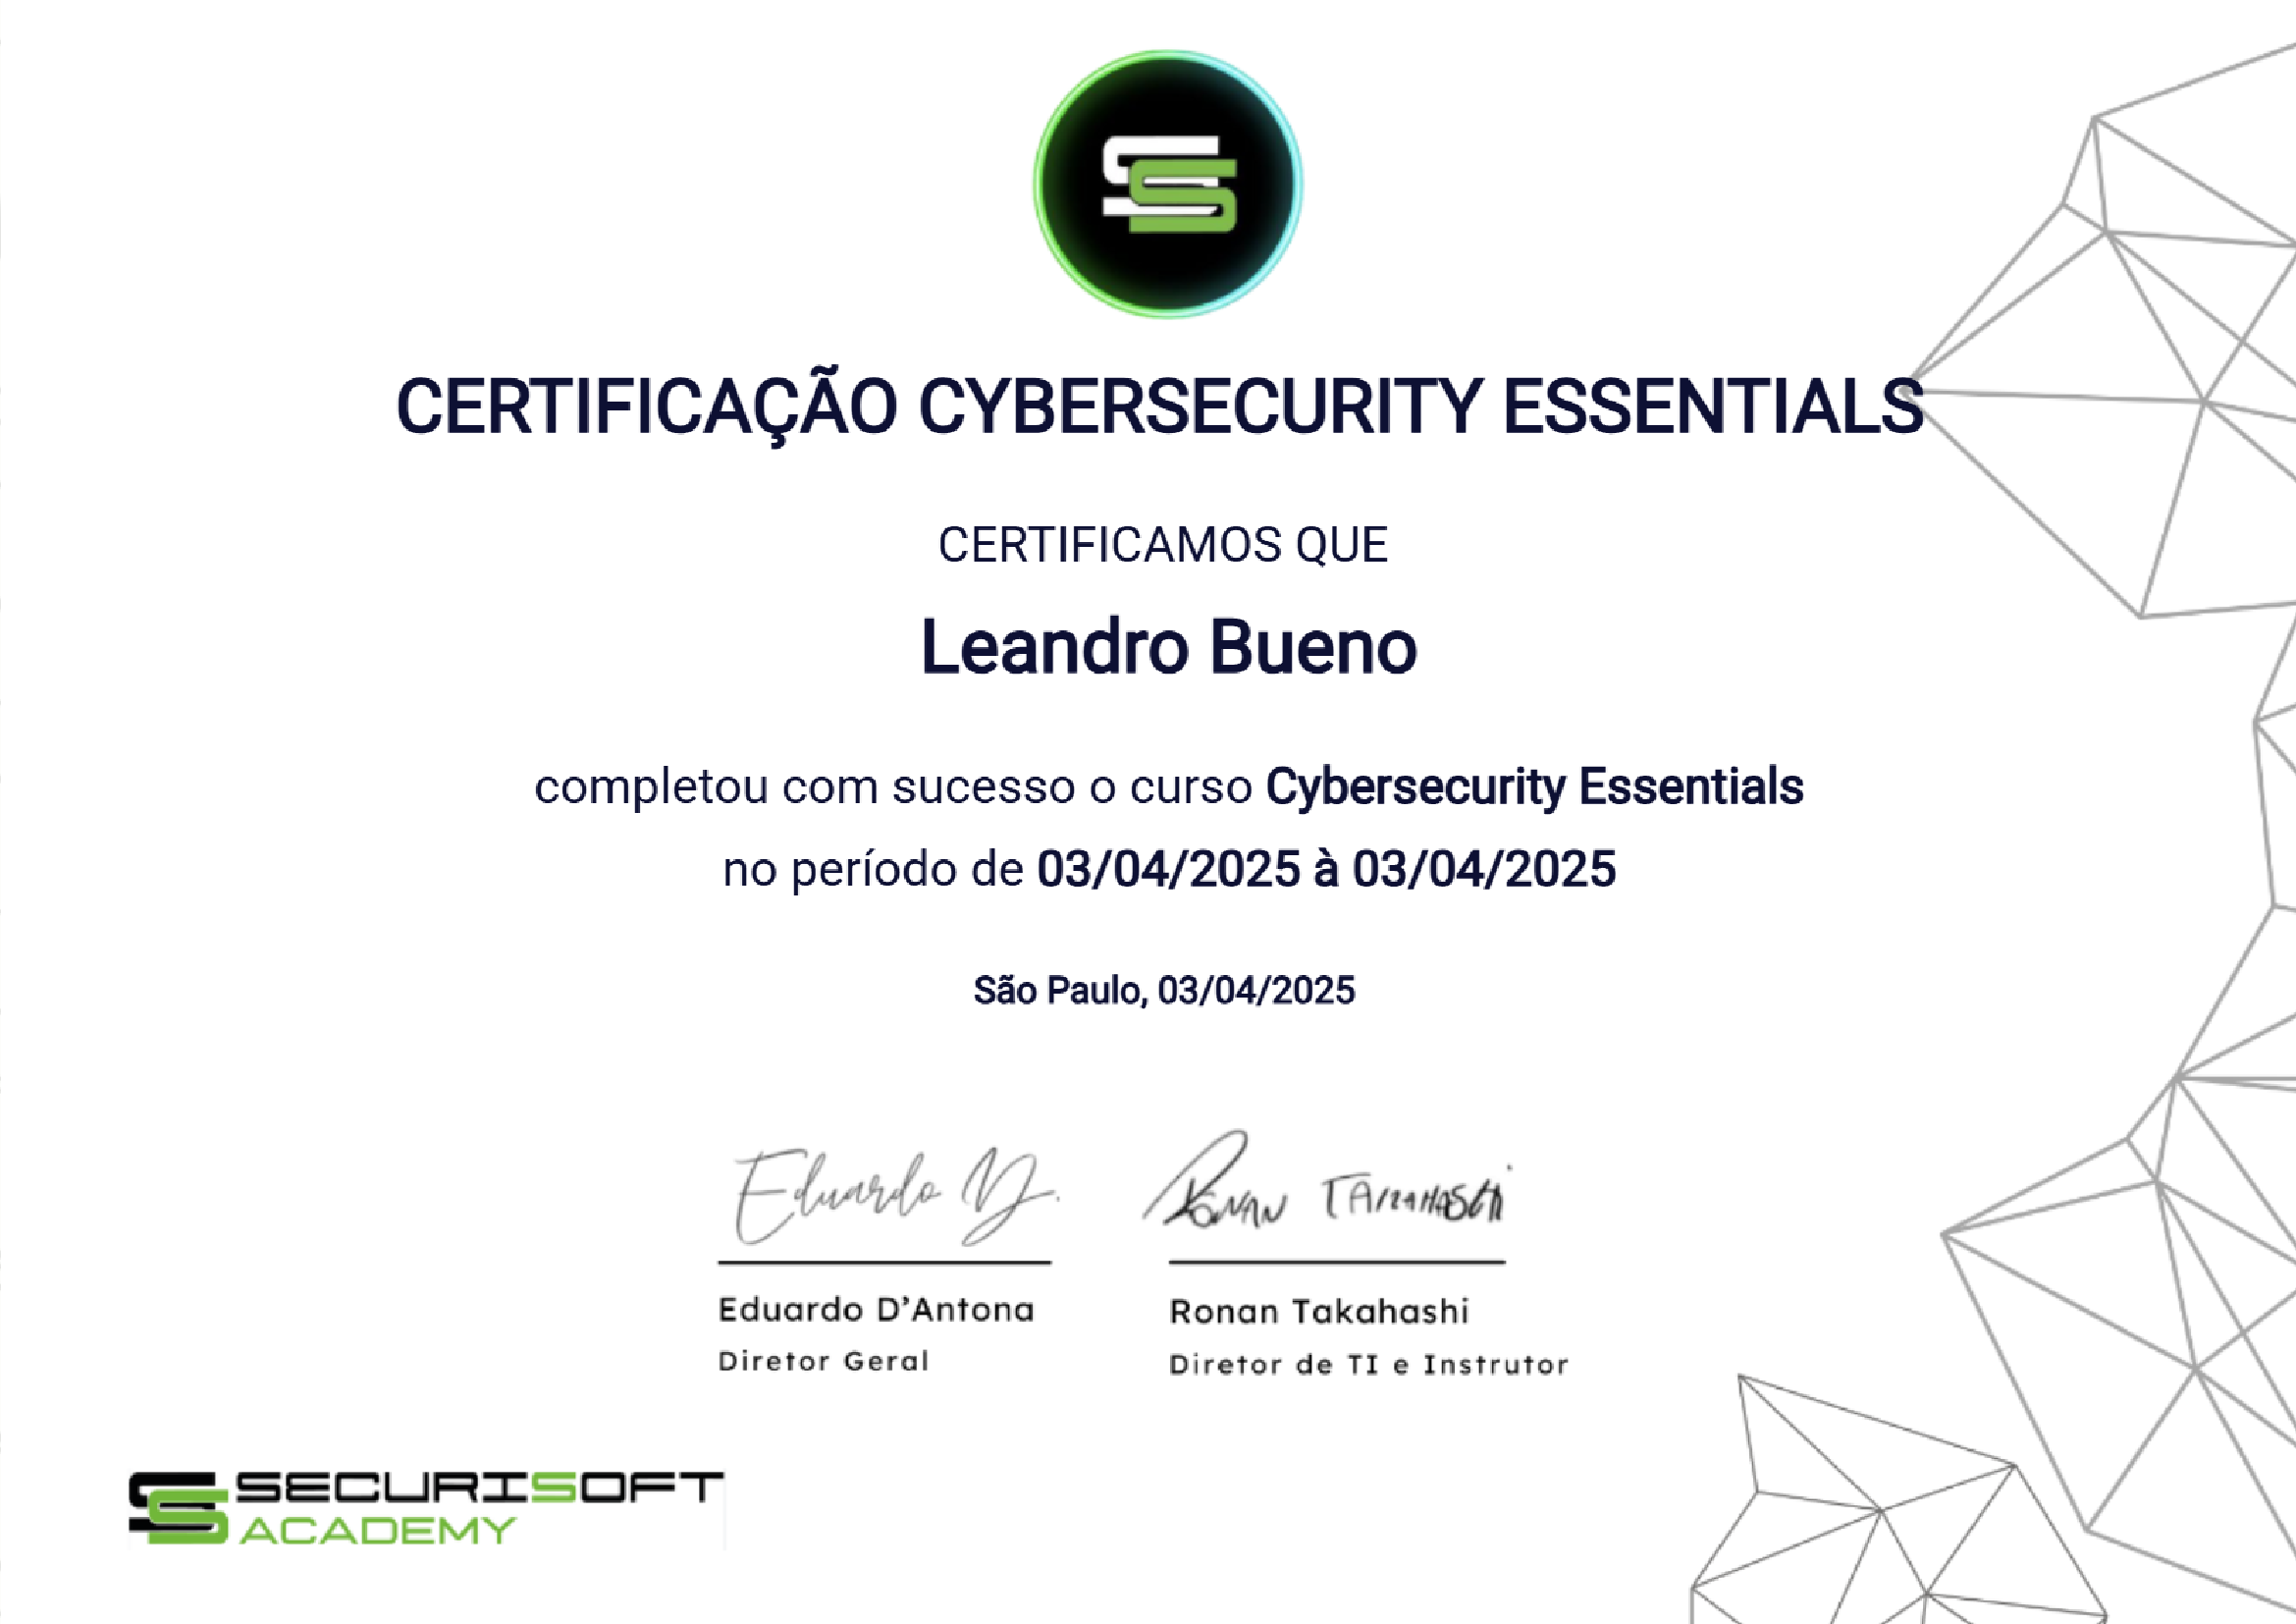 CERTIFICAÇÃO CYBERSECURITY ESSENTIALS
CERTIFICAMOS QUE
Leandro Bueno
completou com sucesso o curso Cybersecurity Essentials
no período de 03/04/2025 à 03/04/2025
São Paulo, 03/04/2025
Eduardo D.
Ronan Takahashi
Eduardo D’Antona
Diretor Geral
Ronan Takahashi
Diretor de TI e Instrutor
SECURISOFT
ACADEMY